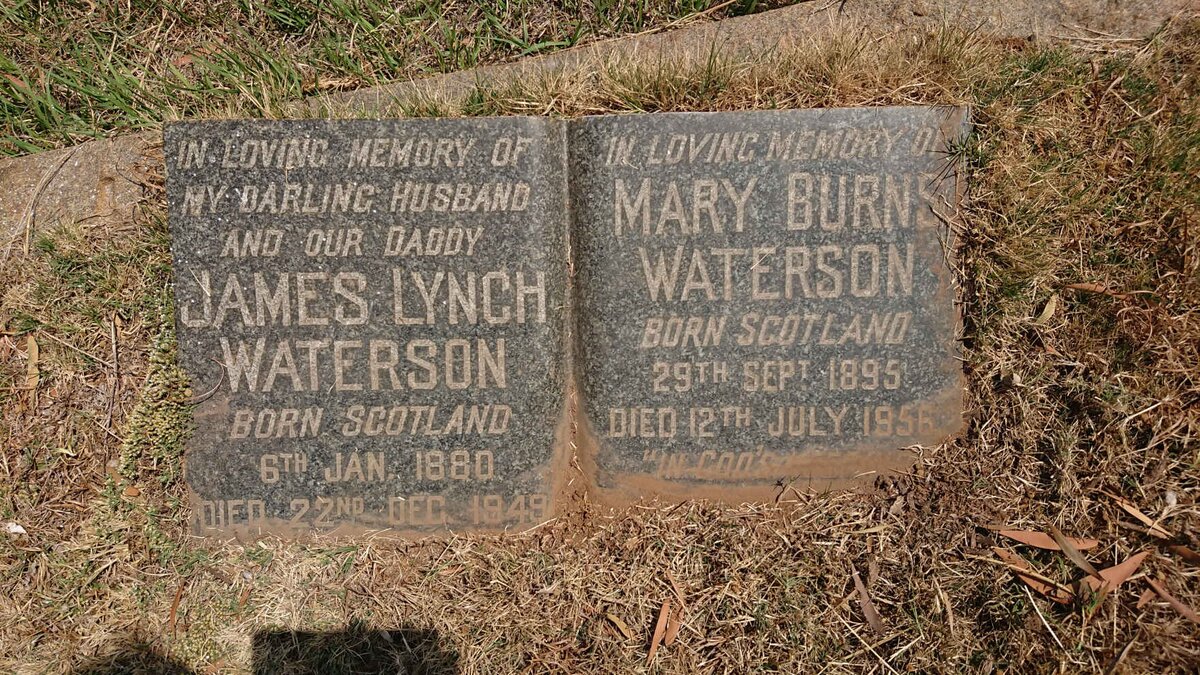 IN LOVING MEMORY OF
MY DARLING HUSBAND
AND OUR DADDY
JAMES LYNCH
WATERSON
BORN SCOTLAND
6TH JAN. 1880
DIED 22ND DEC. 1949
IN LOVING MEMORY OF
MARY BURNS
WATERSON
BORN SCOTLAND
29TH SEPT 1895
DIED 12TH JULY 1956
"IN GOD'S